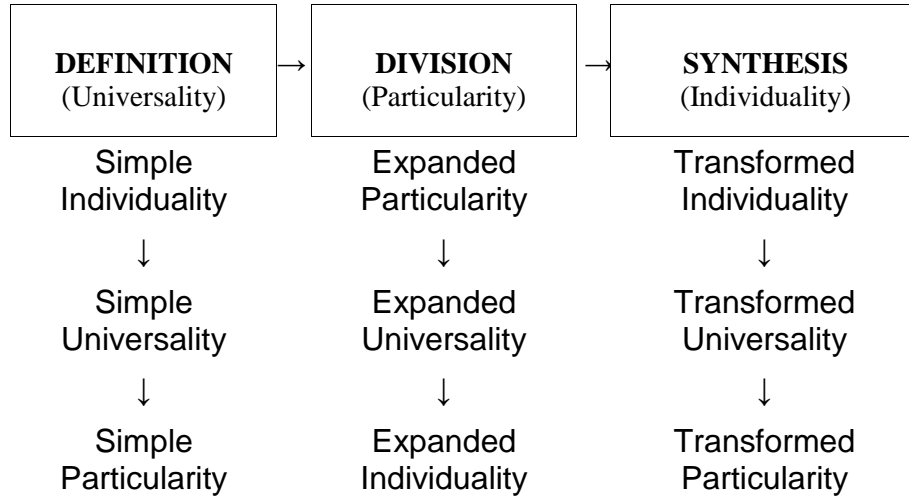 DEFINITION → DIVISION → SYNTHESIS
(Universality) (Particularity) (Individuality)
Simple Expanded Transformed
Individuality Particularity Individuality
↓ ↓ ↓
Simple Expanded Transformed
Universality Universality Universality
↓ ↓ ↓
Simple Expanded Transformed
Particularity Individuality Particularity